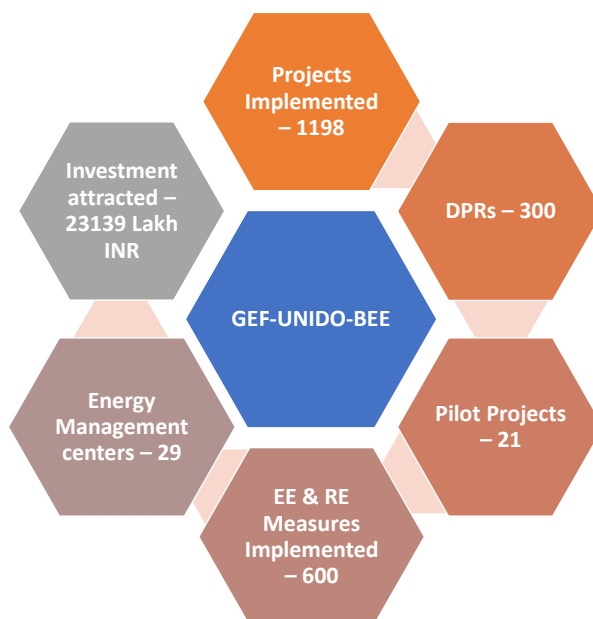 Projects
Implemented
– 1198
DPRs – 300
Pilot Projects
– 21
EE & RE
Measures
Implemented
– 600
Energy
Management
centers – 29
Investment
attracted –
23139 Lakh
INR
GEF-UNIDO-BEE